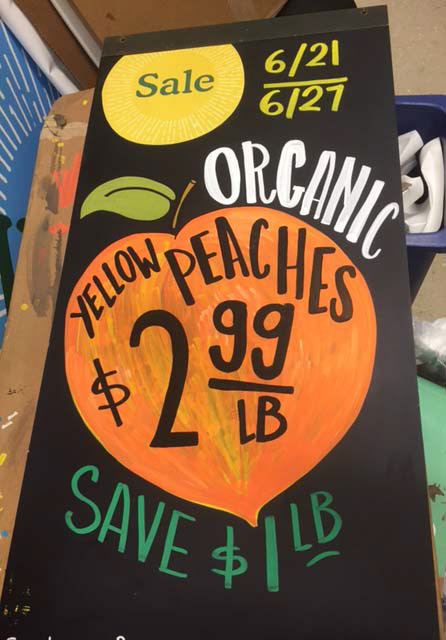 Sale
6/21
6/27
ORGANIC
YELLOW PEACHES
$2 99
LB
SAVE $1 LB